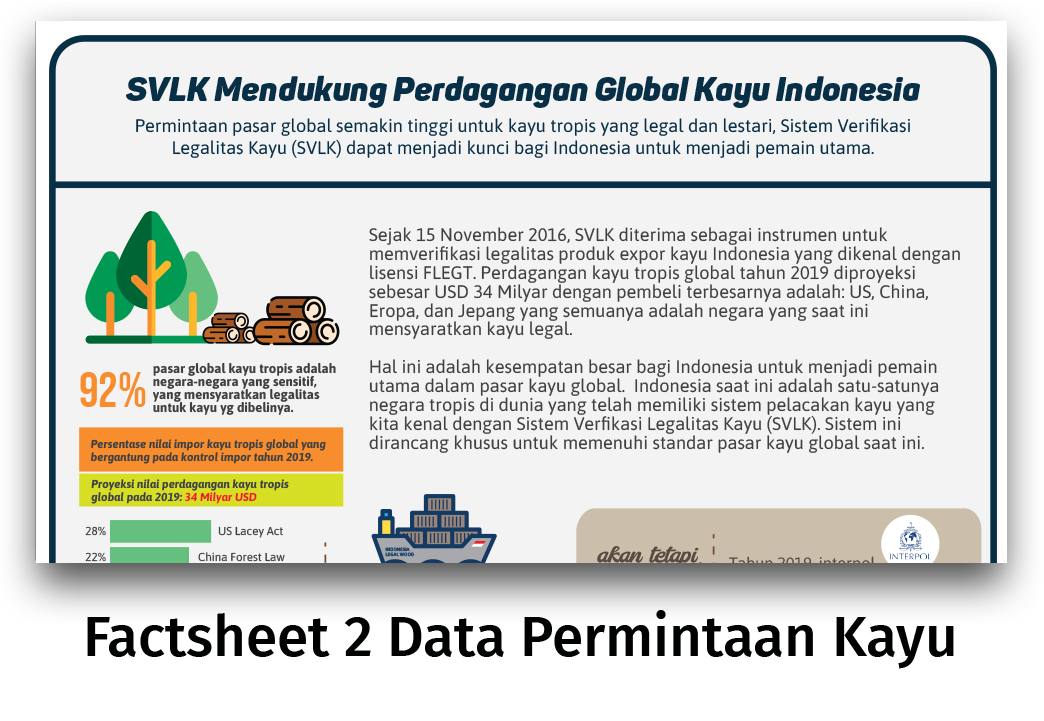 SVLK Mendukung Perdagangan Global Kayu Indonesia
Permintaan pasar global semakin tinggi untuk kayu tropis yang legal dan lestari, Sistem Verifikasi
Legalitas Kayu (SVLK) dapat menjadi kunci bagi Indonesia untuk menjadi pemain utama.
Sejak 15 November 2016, SVLK diterima sebagai instrumen untuk
memverifikasi legalitas produk expor kayu Indonesia yang dikenal dengan
lisensi FLEGT. Perdagangan kayu tropis global tahun 2019 diproyeksi
sebesar USD 34 Milyar dengan pembeli terbesarnya adalah: US, China,
Eropa, dan Jepang yang semuanya adalah negara yang saat ini
mensyaratkan kayu legal.
Hal ini adalah kesempatan besar bagi Indonesia untuk menjadi pemain
utama dalam pasar kayu global.  Indonesia saat ini adalah satu-satunya
negara tropis di dunia yang telah memiliki sistem pelacakan kayu yang
kita kenal dengan Sistem Verfikasi Legalitas Kayu (SVLK). Sistem ini
dirancang khusus untuk memenuhi standar pasar kayu global saat ini.
92%
pasar global kayu tropis adalah
negara-negara yang sensitif,
yang mensyaratkan legalitas
untuk kayu yg dibelinya.
Persentase nilai impor kayu tropis global yang
bergantung pada kontrol impor tahun 2019.
Proyeksi nilai perdagangan kayu tropis
global pada 2019: 34 Milyar USD
28% US Lacey Act
22% China Forest Law
INDONESIA
LEGAL WOOD
akan tetapi
Tahun 2019, interpol
INTERPOL
Factsheet 2 Data Permintaan Kayu